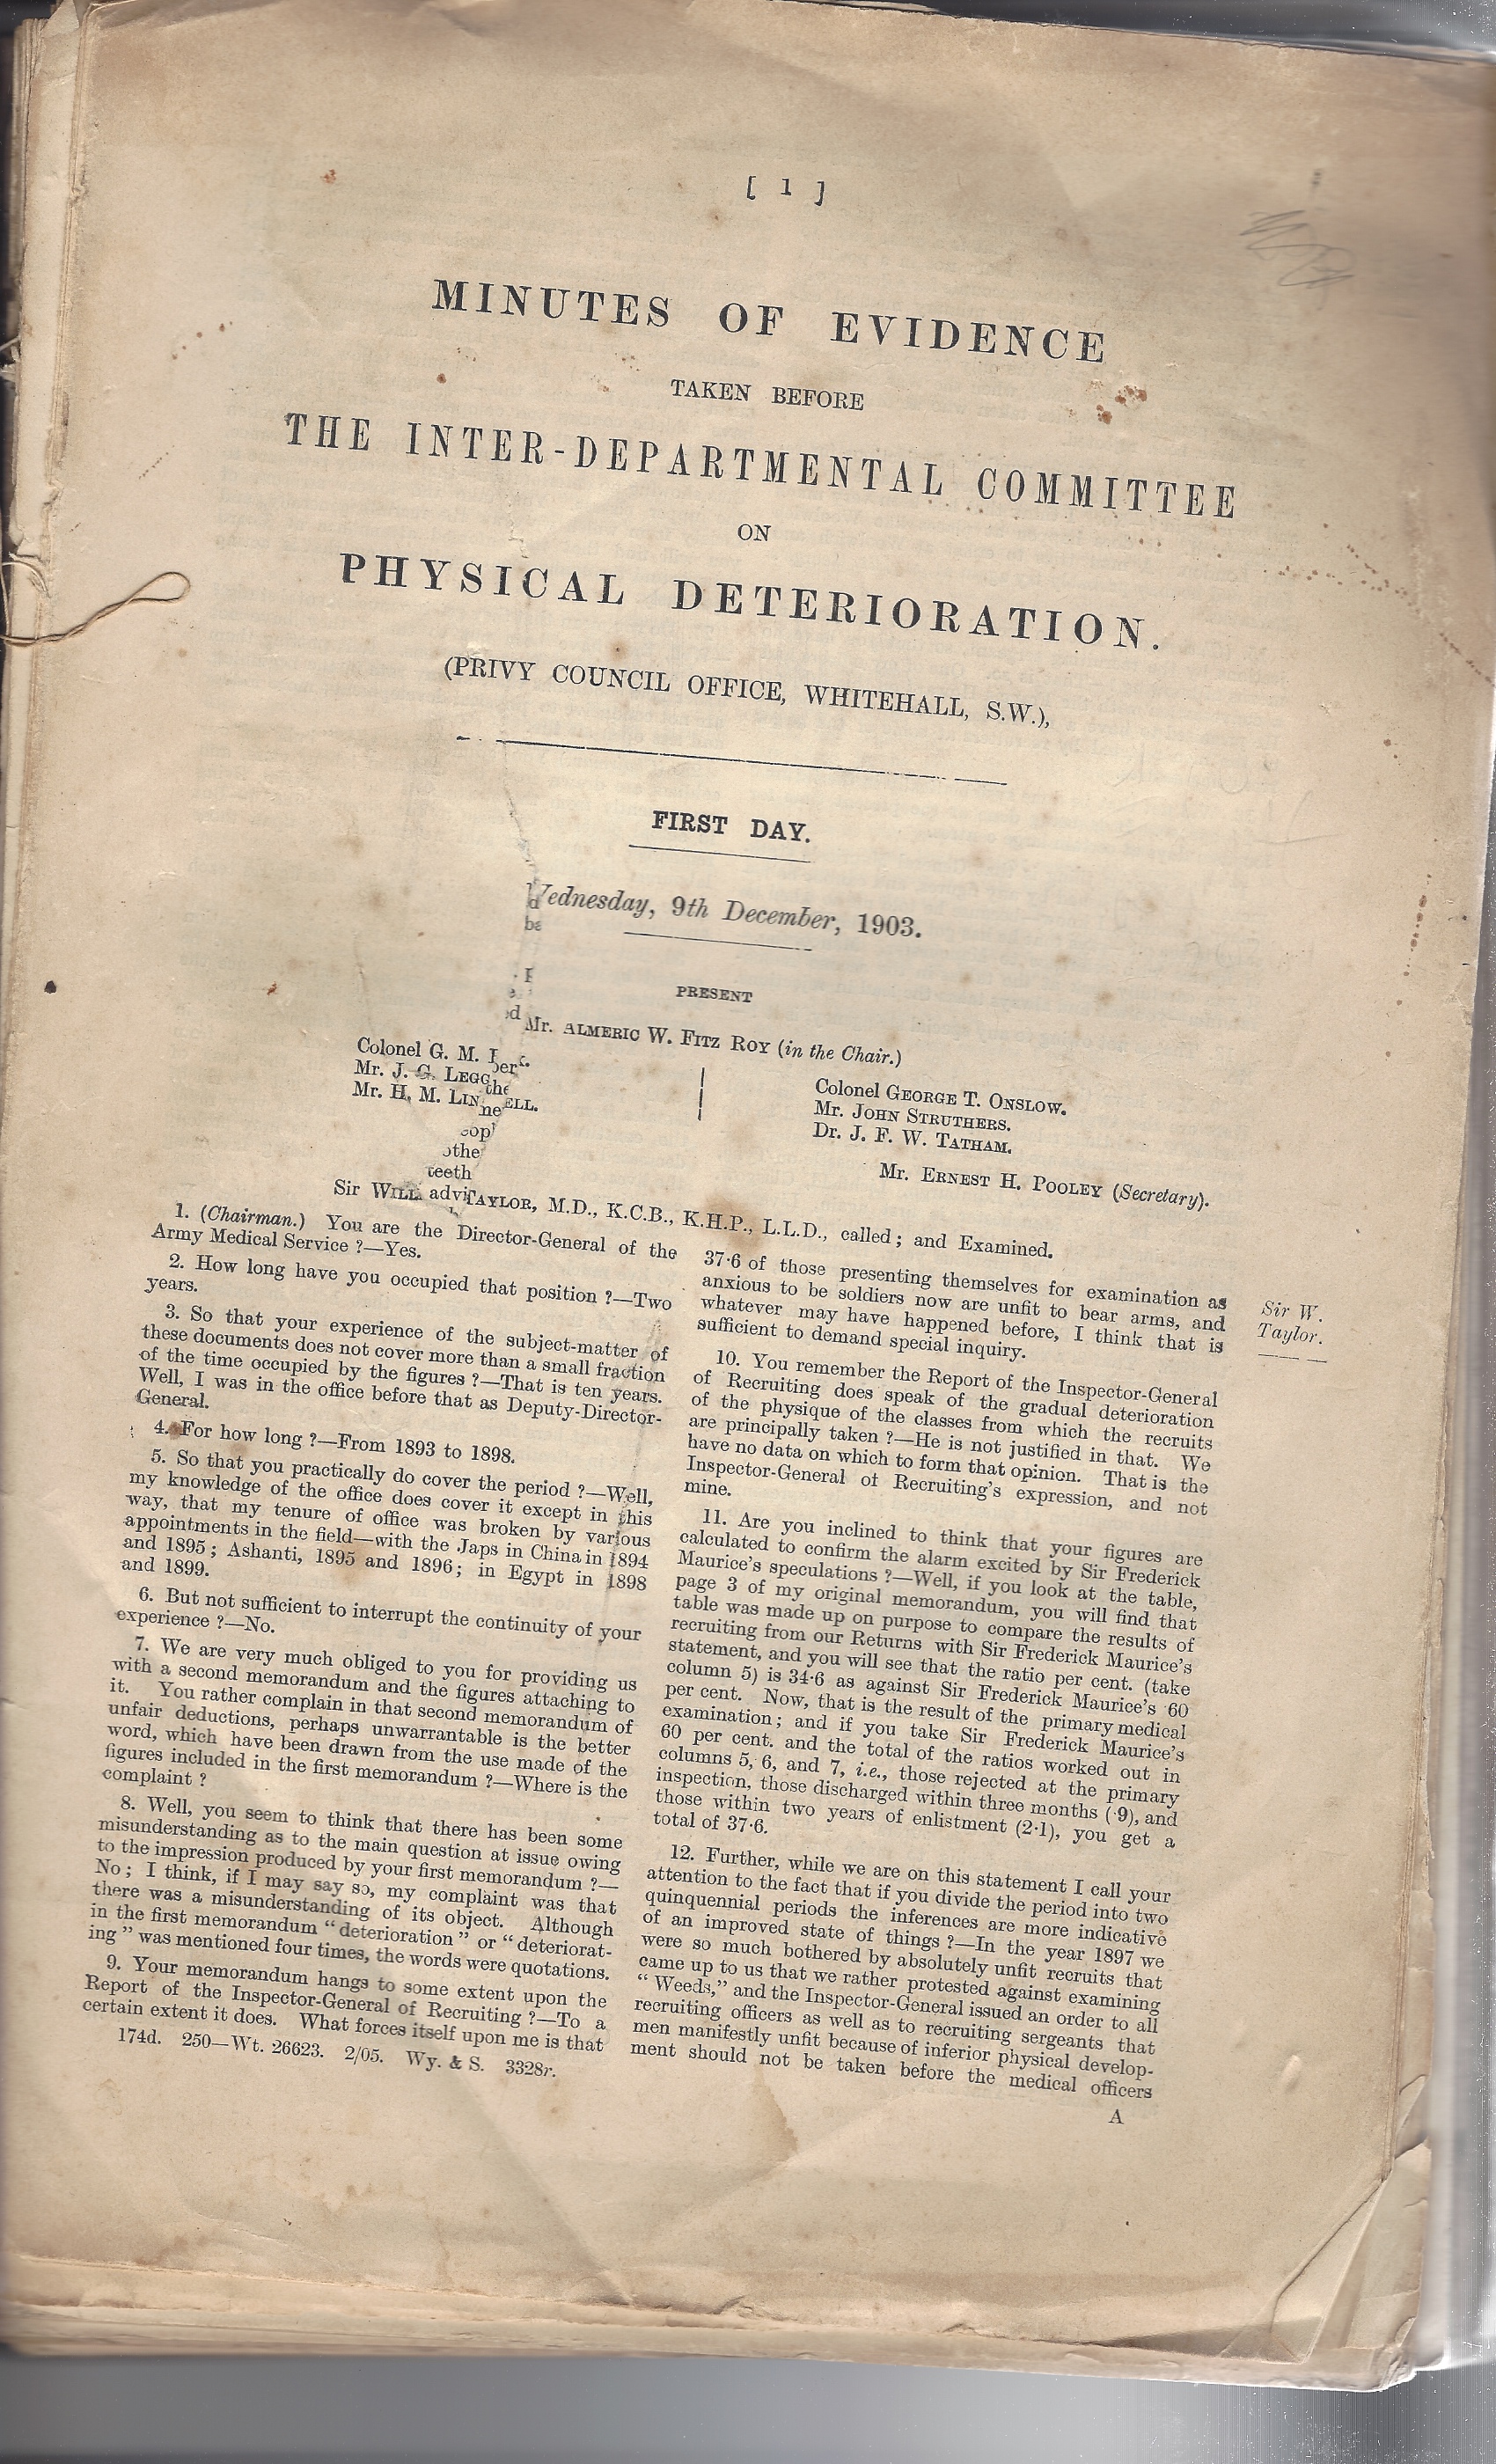 [ 1 ]
MINUTES OF EVIDENCE
TAKEN BEFORE
THE INTER-DEPARTMENTAL COMMITTEE
ON
PHYSICAL DETERIORATION.
(PRIVY COUNCIL OFFICE, WHITEHALL, S.W.),
FIRST DAY.
Wednesday, 9th December, 1903.
PRESENT
Mr. ALMERIC W. FITZ ROY (in the Chair.)
Colonel G. M.
Mr. J. G. LEGG
Mr. H. M. LIN ELL.
Colonel GEORGE T. ONSLOW.
Mr. JOHN STRUTHERS.
Dr. J. F. W. TATHAM.
Mr. ERNEST H. POOLEY (Secretary).
the
ne
eopl
othe
teeth
advi
Sir WILL TAYLOR, M.D., K.C.B., K.H.P., L.L.D., called; and Examined.
1. (Chairman.) You are the Director-General of the
Army Medical Service ?—Yes.
2. How long have you occupied that position ?—Two
years.
3. So that your experience of the subject-matter of
these documents does not cover more than a small fraction
of the time occupied by the figures ?—That is ten years.
Well, I was in the office before that as Deputy-Director-
General.
4. For how long ?—From 1893 to 1898.
5. So that you practically do cover the period ?—Well,
my knowledge of the office does cover it except in this
way, that my tenure of office was broken by various
appointments in the field—with the Japs in China in 1894
and 1895; Ashanti, 1895 and 1896; in Egypt in 1898
and 1899.
6. But not sufficient to interrupt the continuity of your
experience ?—No.
7. We are very much obliged to you for providing us
with a second memorandum and the figures attaching to
it. You rather complain in that second memorandum of
unfair deductions, perhaps unwarrantable is the better
word, which have been drawn from the use made of the
figures included in the first memorandum ?—Where is the
complaint ?
8. Well, you seem to think that there has been some
misunderstanding as to the main question at issue owing
to the impression produced by your first memorandum ?—
No; I think, if I may say so, my complaint was that
there was a misunderstanding of its object. Although
in the first memorandum "deterioration" or "deteriorat-
ing" was mentioned four times, the words were quotations.
9. Your memorandum hangs to some extent upon the
Report of the Inspector-General of Recruiting ?—To a
certain extent it does. What forces itself upon me is that
174d. 250—Wt. 26623. 2/05. Wy. & S. 3328r.
37·6 of those presenting themselves for examination as
anxious to be soldiers now are unfit to bear arms, and
whatever may have happened before, I think that is
sufficient to demand special inquiry.
Sir W.
Taylor.
10. You remember the Report of the Inspector-General
of Recruiting does speak of the gradual deterioration
of the physique of the classes from which the recruits
are principally taken ?—He is not justified in that. We
have no data on which to form that opinion. That is the
Inspector-General of Recruiting's expression, and not
mine.
11. Are you inclined to think that your figures are
calculated to confirm the alarm excited by Sir Frederick
Maurice's speculations ?—Well, if you look at the table,
page 3 of my original memorandum, you will find that
table was made up on purpose to compare the results of
recruiting from our Returns with Sir Frederick Maurice's
statement, and you will see that the ratio per cent. (take
column 5) is 34·6 as against Sir Frederick Maurice's 60
per cent. Now, that is the result of the primary medical
examination; and if you take Sir Frederick Maurice's
60 per cent. and the total of the ratios worked out in
columns 5, 6, and 7, i.e., those rejected at the primary
inspection, those discharged within three months (·9), and
those within two years of enlistment (2·1), you get a
total of 37·6.
12. Further, while we are on this statement I call your
attention to the fact that if you divide the period into two
quinquennial periods the inferences are more indicative
of an improved state of things ?—In the year 1897 we
were so much bothered by absolutely unfit recruits that
came up to us that we rather protested against examining
"Weeds," and the Inspector-General issued an order to all
recruiting officers as well as to recruiting sergeants that
men manifestly unfit because of inferior physical develop-
ment should not be taken before the medical officers
A